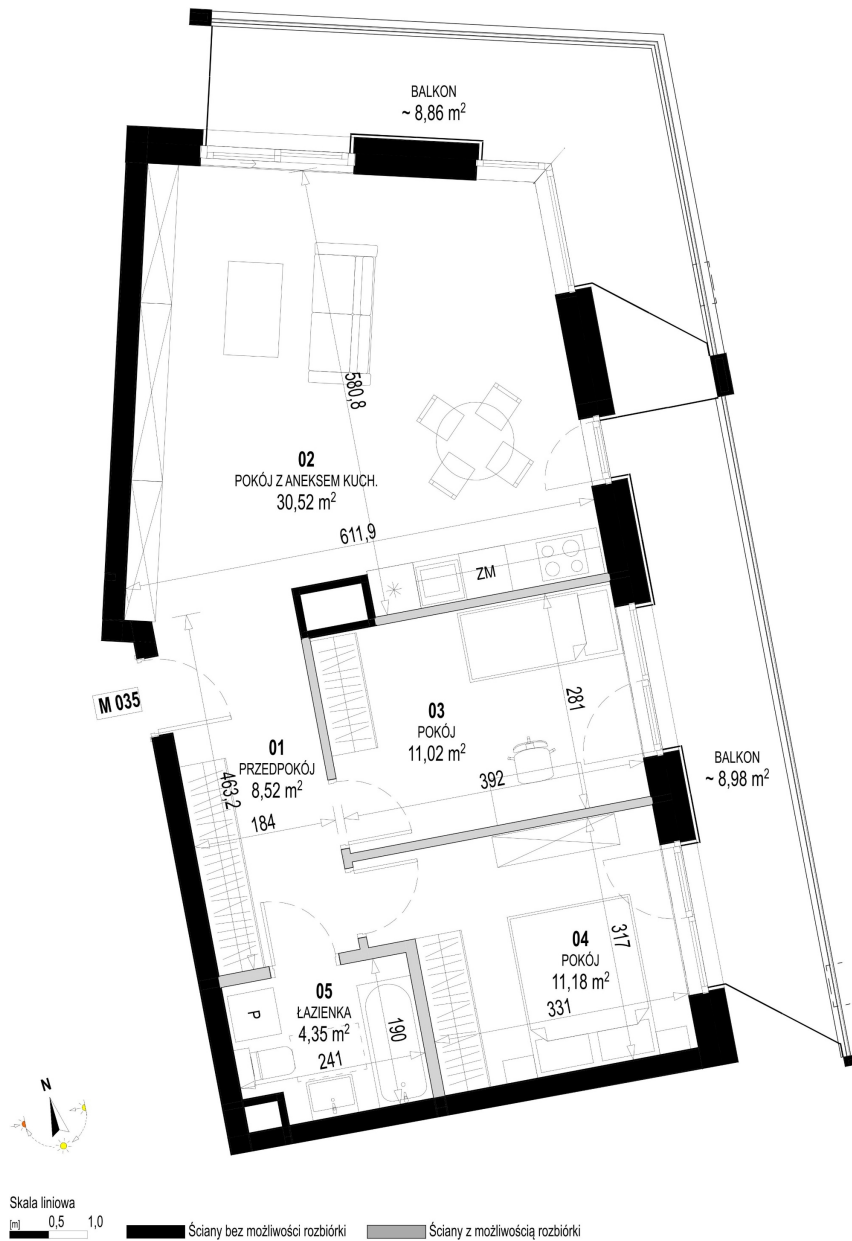 BALKON
~ 8,86 m²
580,8
02
POKÓJ Z ANEKSEM KUCH.
30,52 m²
611,9
ZM
M 035
03
POKÓJ
11,02 m²
281
392
01
PRZEDPOKÓJ
8,52 m²
463,2
184
BALKON
~ 8,98 m²
04
POKÓJ
11,18 m²
317
331
05
ŁAZIENKA
4,35 m²
190
241
P
N
Skala liniowa
[m] 0,5 1,0
Ściany bez możliwości rozbiórki
Ściany z możliwością rozbiórki